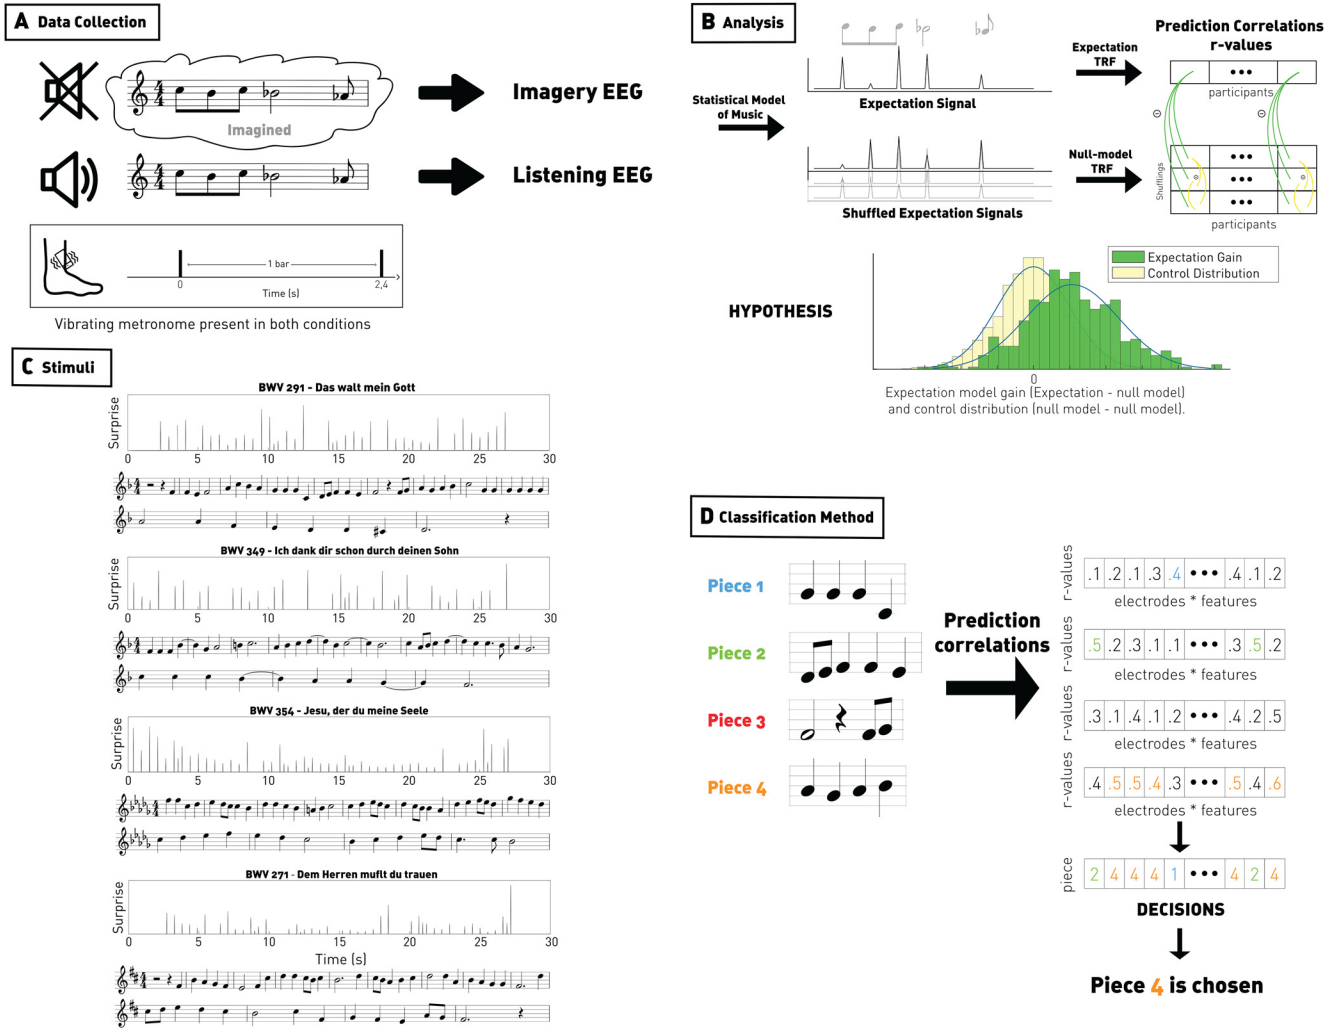 A Data Collection
Imagined
Imagery EEG
Listening EEG
1 bar
0
2,4
Time (s)
Vibrating metronome present in both conditions
B Analysis
Statistical Model
of Music
Expectation Signal
Shuffled Expectation Signals
Expectation
TRF
Null-model
TRF
Prediction Correlations
r-values
participants
Shufflings
participants
HYPOTHESIS
Expectation Gain
Control Distribution
0
Expectation model gain (Expectation - null model)
and control distribution (null model - null model).
C Stimuli
BWV 291 - Das walt mein Gott
Surprise
0 5 10 15 20 25 30
BWV 349 - Ich dank dir schon durch deinen Sohn
Surprise
0 5 10 15 20 25 30
BWV 354 - Jesu, der du meine Seele
Surprise
0 5 10 15 20 25 30
BWV 271 - Dem Herren mußt du trauen
Surprise
0 5 10 15 20 25 30
Time (s)
D Classification Method
Piece 1
Piece 2
Piece 3
Piece 4
Prediction
correlations
r-values
.1 .2 .1 .3 .4 ••• .4 .1 .2
electrodes * features
r-values
.5 .2 .3 .1 .1 ••• .3 .5 .2
electrodes * features
r-values
.3 .1 .4 .1 .2 ••• .4 .2 .5
electrodes * features
r-values
.4 .5 .5 .4 .3 ••• .5 .4 .6
electrodes * features
piece
2 4 4 4 1 ••• 4 2 4
DECISIONS
Piece 4 is chosen